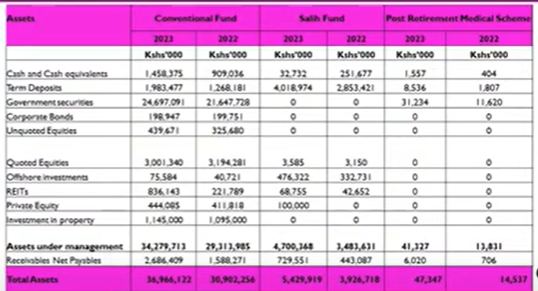 Assets Conventional Fund Salih Fund Post Retirement Medical Scheme
2023 2022 2023 2022 2023 2022
Kshs'000 Kshs'000 Kshs'000 Kshs'000 Kshs'000 Kshs'000
Cash and Cash equivalents 1,458,375 909,036 32,732 251,677 1,557 404
Term Deposits 1,983,477 1,268,181 4,018,974 2,853,421 8,536 1,807
Government securities 24,697,091 21,647,728 0 0 31,234 11,620
Corporate Bonds 198,947 199,751 0 0 0 0
Unquoted Equities 439,671 325,680 0 0 0 0
Quoted Equities 3,001,340 3,194,281 3,585 3,150 0 0
Offshore investments 75,584 40,721 476,322 332,731 0 0
REITs 836,143 221,789 68,755 42,652 0 0
Private Equity 444,085 411,818 100,000 0 0 0
Investment in property 1,145,000 1,095,000 0 0 0 0
Assets under management 34,279,713 29,313,985 4,700,368 3,483,631 41,327 13,831
Receivables Net Payables 2,686,409 1,588,271 729,551 443,087 6,020 706
Total Assets 36,966,122 30,902,256 5,429,919 3,926,718 47,347 14,537